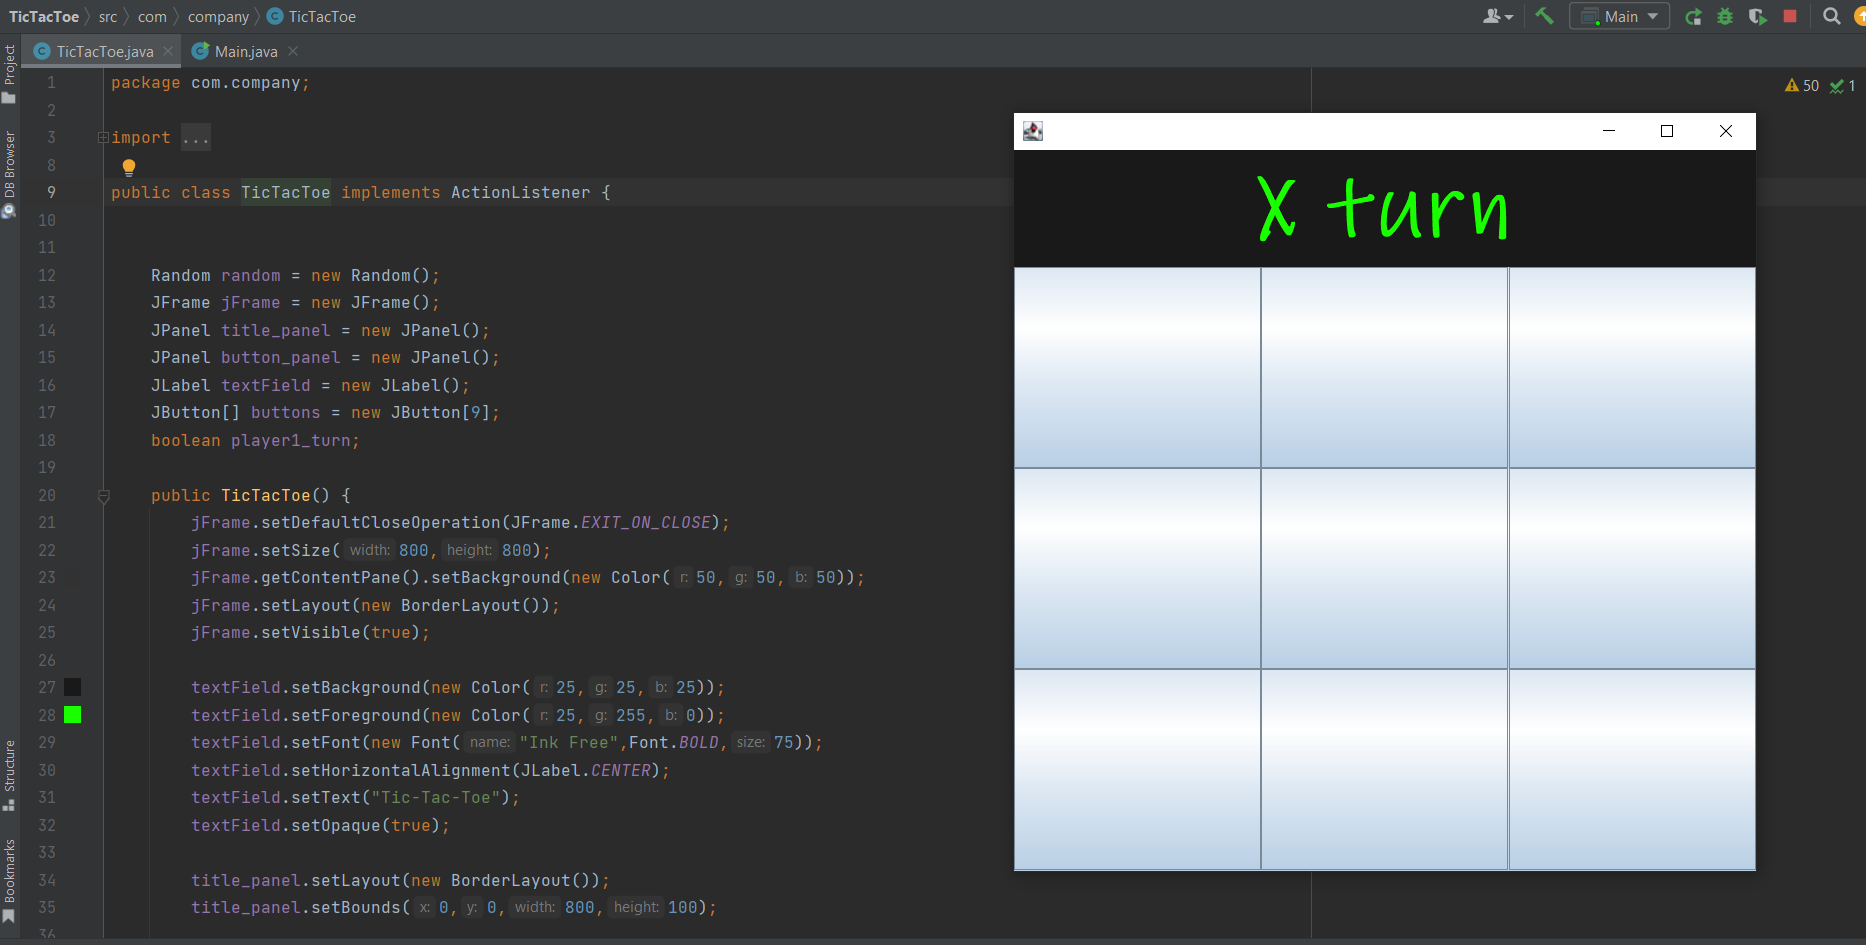 TicTacToe src com company TicTacToe
Main
TicTacToe.java Main.java
Project
DB Browser
Structure
Bookmarks
50 1
1 package com.company;
2
3 import ...
8
9 public class TicTacToe implements ActionListener {
10
11
12 Random random = new Random();
13 JFrame jFrame = new JFrame();
14 JPanel title_panel = new JPanel();
15 JPanel button_panel = new JPanel();
16 JLabel textField = new JLabel();
17 JButton[] buttons = new JButton[9];
18 boolean player1_turn;
19
20 public TicTacToe() {
21 jFrame.setDefaultCloseOperation(JFrame.EXIT_ON_CLOSE);
22 jFrame.setSize( width: 800, height: 800);
23 jFrame.getContentPane().setBackground(new Color( r: 50, g: 50, b: 50));
24 jFrame.setLayout(new BorderLayout());
25 jFrame.setVisible(true);
26
27 textField.setBackground(new Color( r: 25, g: 25, b: 25));
28 textField.setForeground(new Color( r: 25, g: 255, b: 0));
29 textField.setFont(new Font( name: "Ink Free",Font.BOLD, size: 75));
30 textField.setHorizontalAlignment(JLabel.CENTER);
31 textField.setText("Tic-Tac-Toe");
32 textField.setOpaque(true);
33
34 title_panel.setLayout(new BorderLayout());
35 title_panel.setBounds( x: 0, y: 0, width: 800, height: 100);
36
X turn